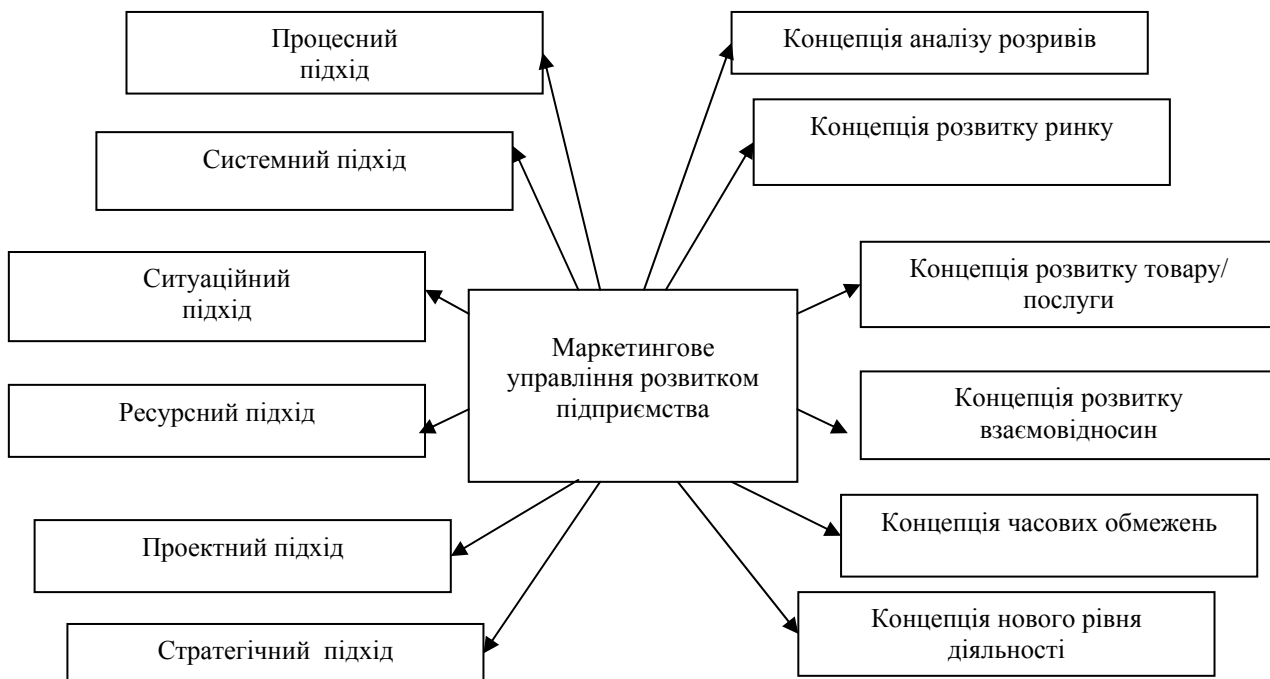 Процесний
підхід
Системний підхід
Ситуаційний
підхід
Ресурсний підхід
Проектний підхід
Стратегічний підхід
Маркетингове
управління розвитком
підприємства
Концепція аналізу розривів
Концепція розвитку ринку
Концепція розвитку товару/
послуги
Концепція розвитку
взаємовідносин
Концепція часових обмежень
Концепція нового рівня
діяльності